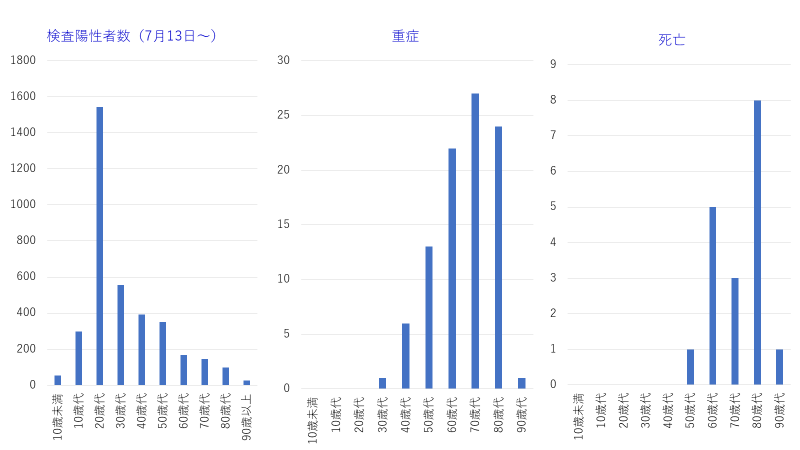 検査陽性者数（7月13日～）
1800
1600
1400
1200
1000
800
600
400
200
0
10歳未満
10歳代
20歳代
30歳代
40歳代
50歳代
60歳代
70歳代
80歳代
90歳以上
重症
30
25
20
15
10
5
0
10歳未満
10歳代
20歳代
30歳代
40歳代
50歳代
60歳代
70歳代
80歳代
90歳代
死亡
9
8
7
6
5
4
3
2
1
0
10歳未満
10歳代
20歳代
30歳代
40歳代
50歳代
60歳代
70歳代
80歳代
90歳代